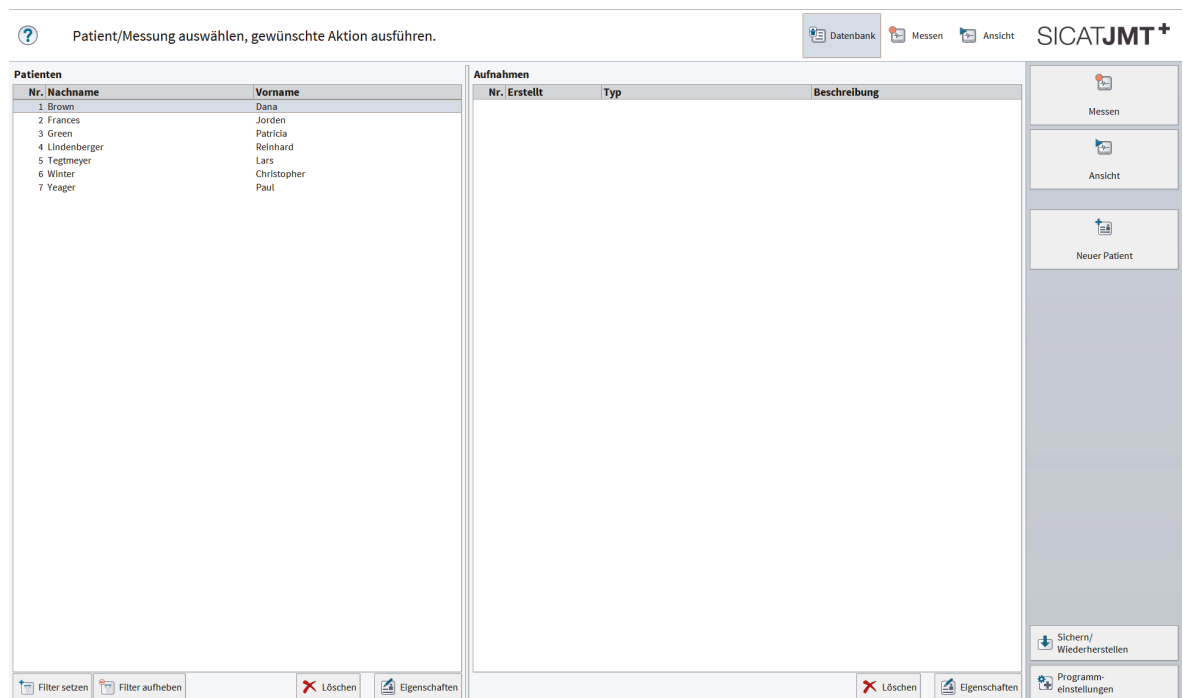 ? Patient/Messung auswählen, gewünschte Aktion ausführen. Datenbank Messen Ansicht SICATJMT+
Patienten
Nr. Nachname Vorname
1 Brown Dana
2 Frances Jorden
3 Green Patricia
4 Lindenberger Reinhard
5 Tegtmeyer Lars
6 Winter Christopher
7 Yeager Paul
Filter setzen Filter aufheben Löschen Eigenschaften
Aufnahmen
Nr. Erstellt Typ Beschreibung
Löschen Eigenschaften
Messen
Ansicht
Neuer Patient
Sichern/
Wiederherstellen
Programm-
einstellungen